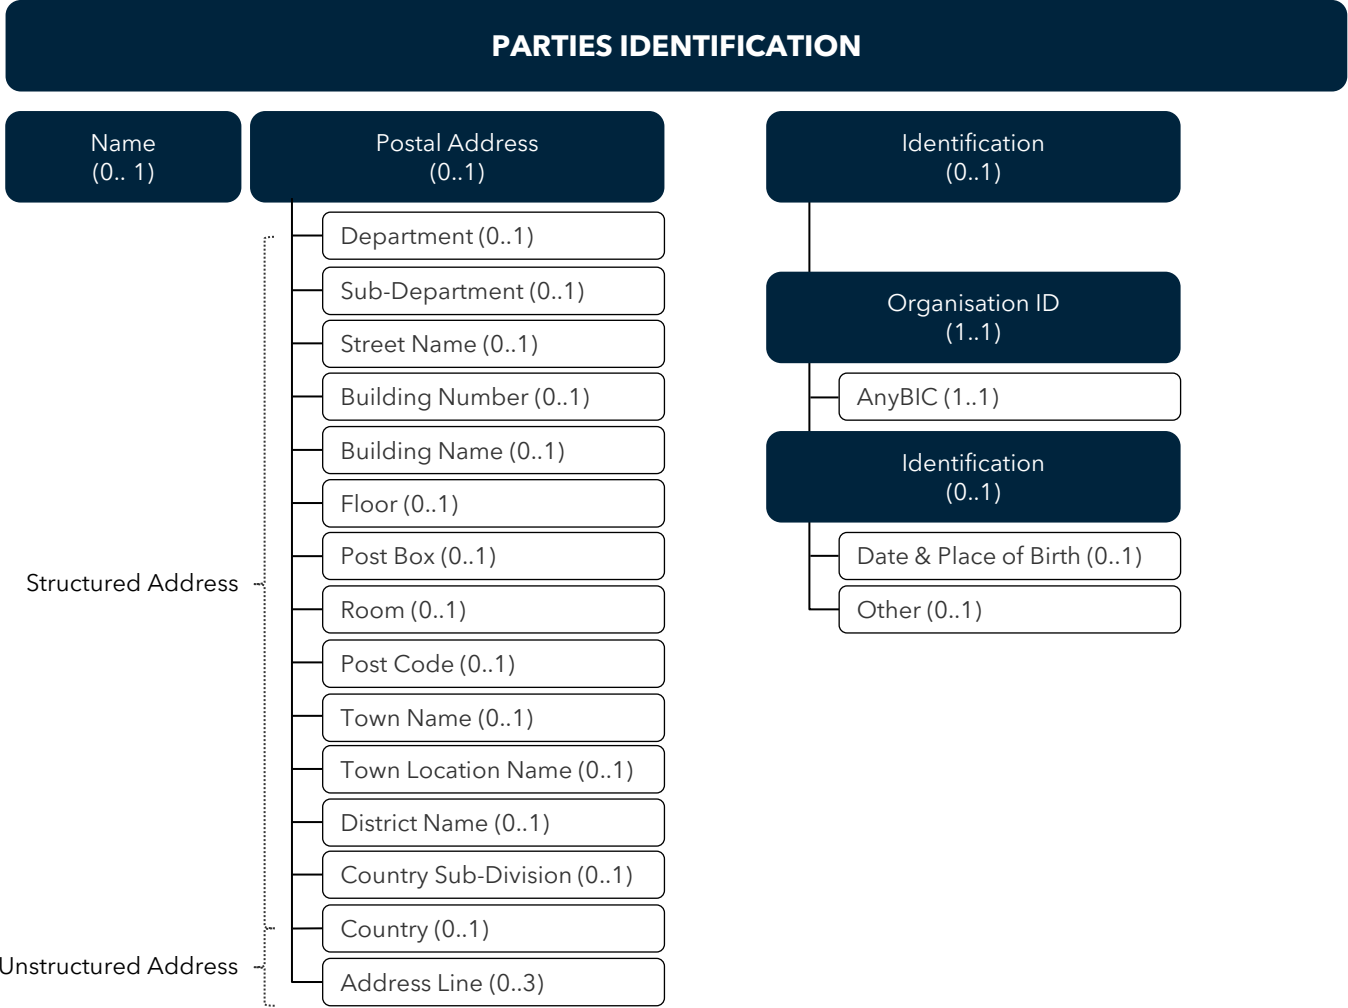 PARTIES IDENTIFICATION
Name
(0.. 1)
Postal Address
(0..1)
Department (0..1)
Sub-Department (0..1)
Street Name (0..1)
Building Number (0..1)
Building Name (0..1)
Floor (0..1)
Post Box (0..1)
Structured Address
Room (0..1)
Post Code (0..1)
Town Name (0..1)
Town Location Name (0..1)
District Name (0..1)
Country Sub-Division (0..1)
Country (0..1)
Unstructured Address
Address Line (0..3)
Identification
(0..1)
Organisation ID
(1..1)
AnyBIC (1..1)
Identification
(0..1)
Date & Place of Birth (0..1)
Other (0..1)